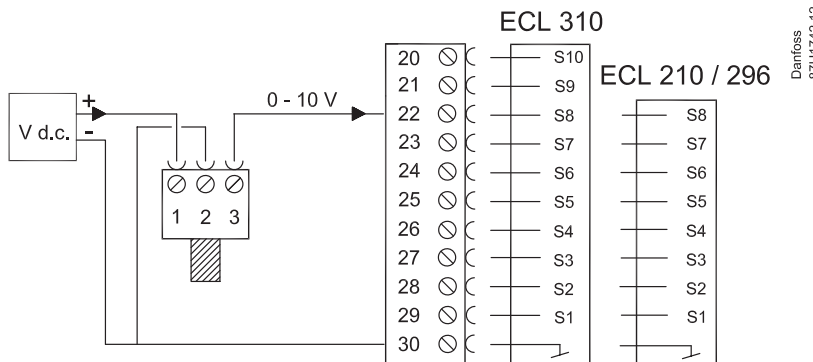 ECL 310
ECL 210 / 296
Danfoss
V d.c.
+
-
0 - 10 V
1 2 3
20 S10
21 S9
22 S8 S8
23 S7 S7
24 S6 S6
25 S5 S5
26 S4 S4
27 S3 S3
28 S2 S2
29 S1 S1
30